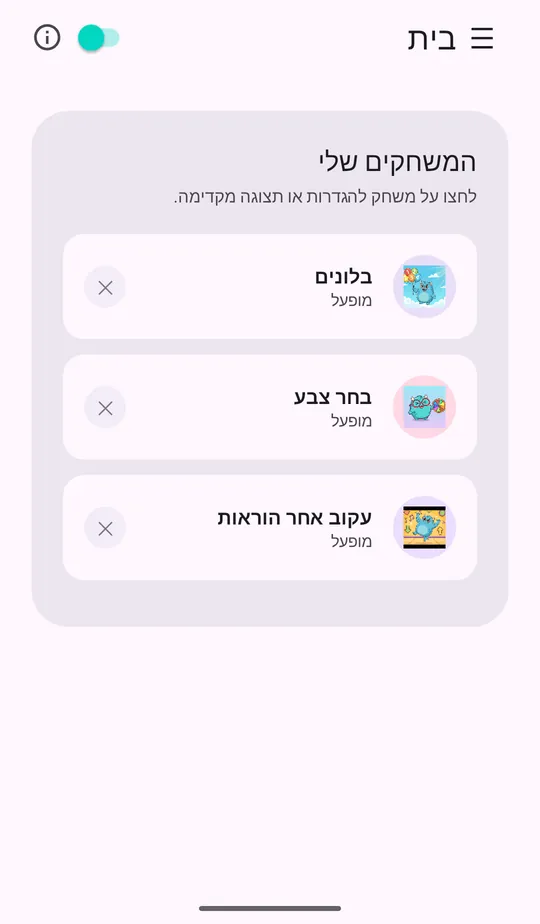 בית
המשחקים שלי
לחצו על משחק להגדרות או תצוגה מקדימה.
בלונים
מופעל
בחר צבע
מופעל
עקוב אחר הוראות
מופעל